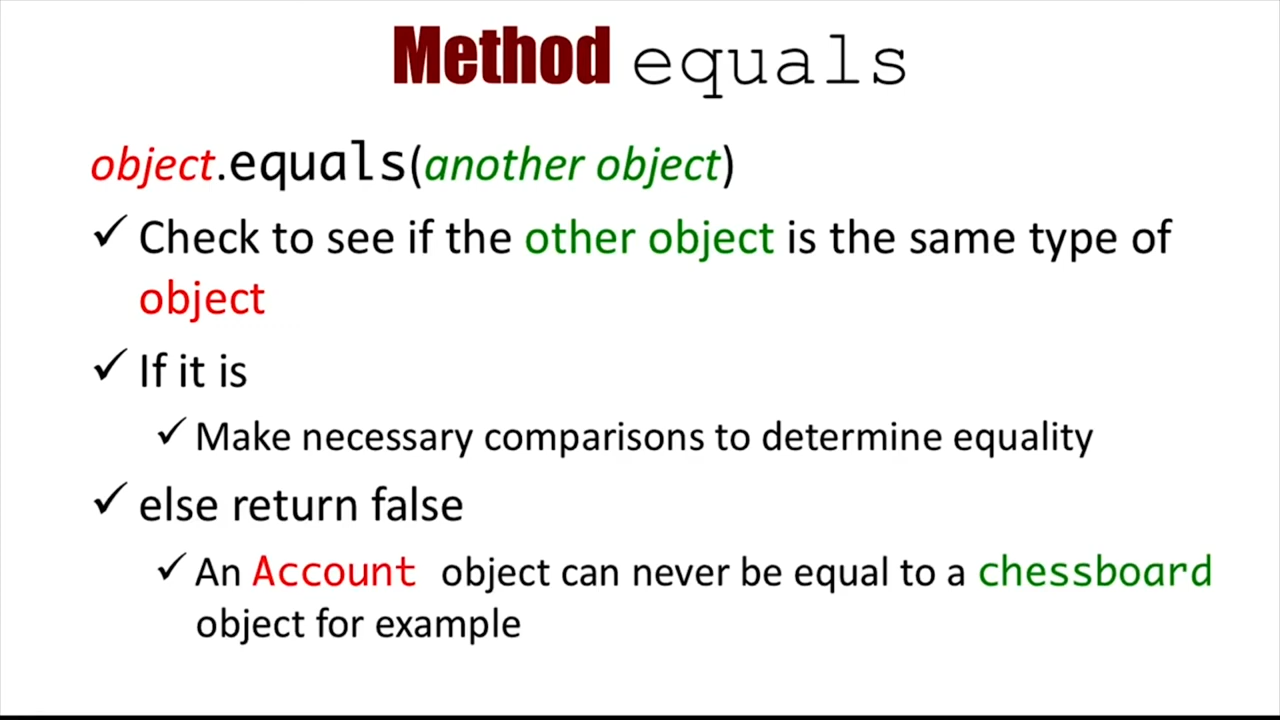 Method equals
object.equals(another object)
✓ Check to see if the other object is the same type of
object
✓ If it is
✓ Make necessary comparisons to determine equality
✓ else return false
✓ An Account object can never be equal to a chessboard
object for example